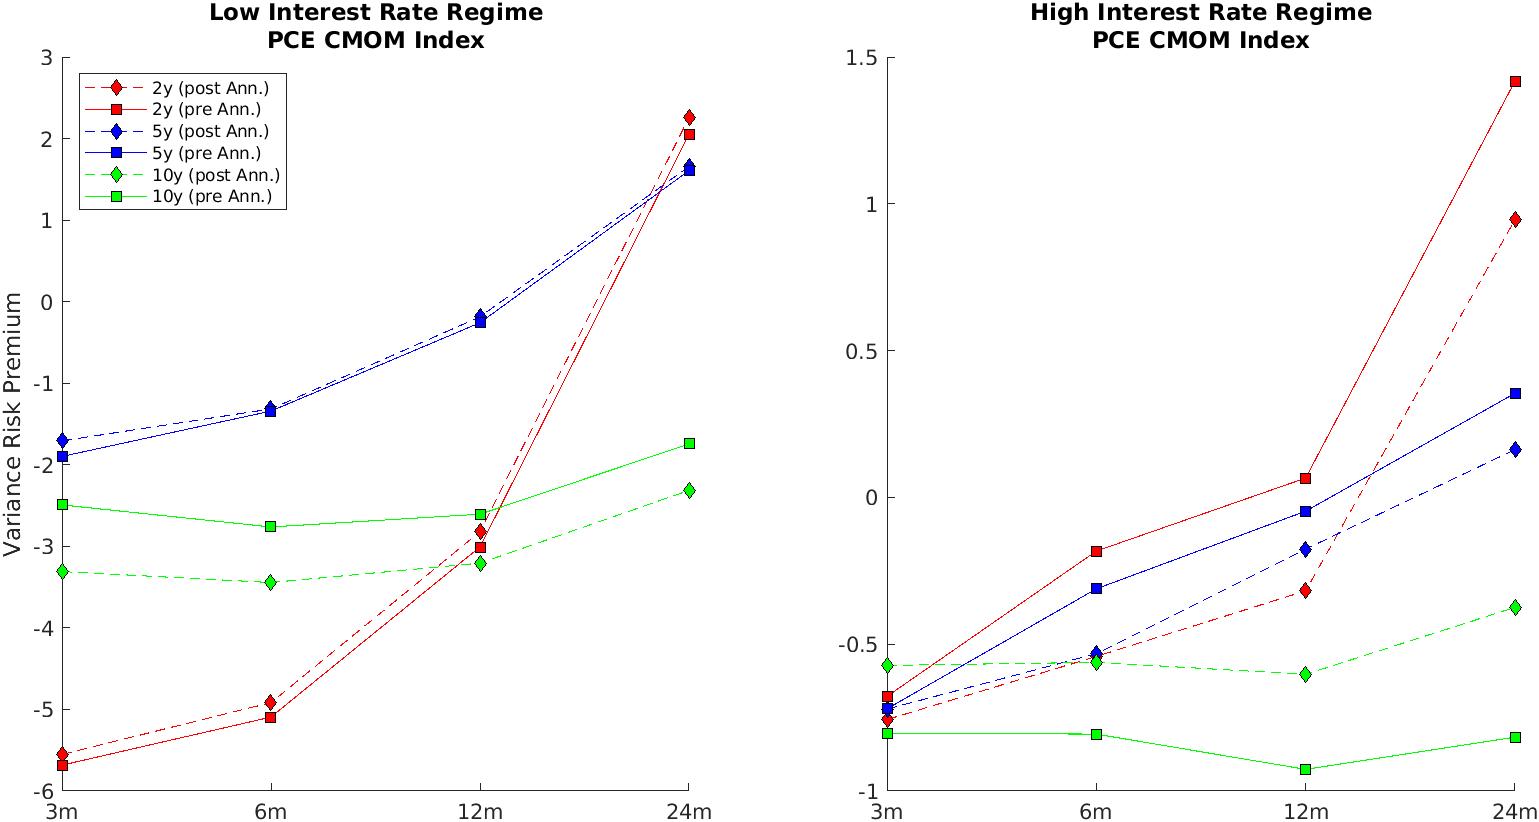 Low Interest Rate Regime
PCE CMOM Index
3
2
1
0
-1
-2
-3
-4
-5
-6
Variance Risk Premium
2y (post Ann.)
2y (pre Ann.)
5y (post Ann.)
5y (pre Ann.)
10y (post Ann.)
10y (pre Ann.)
3m
6m
12m
24m
High Interest Rate Regime
PCE CMOM Index
1.5
1
0.5
0
-0.5
-1
3m
6m
12m
24m